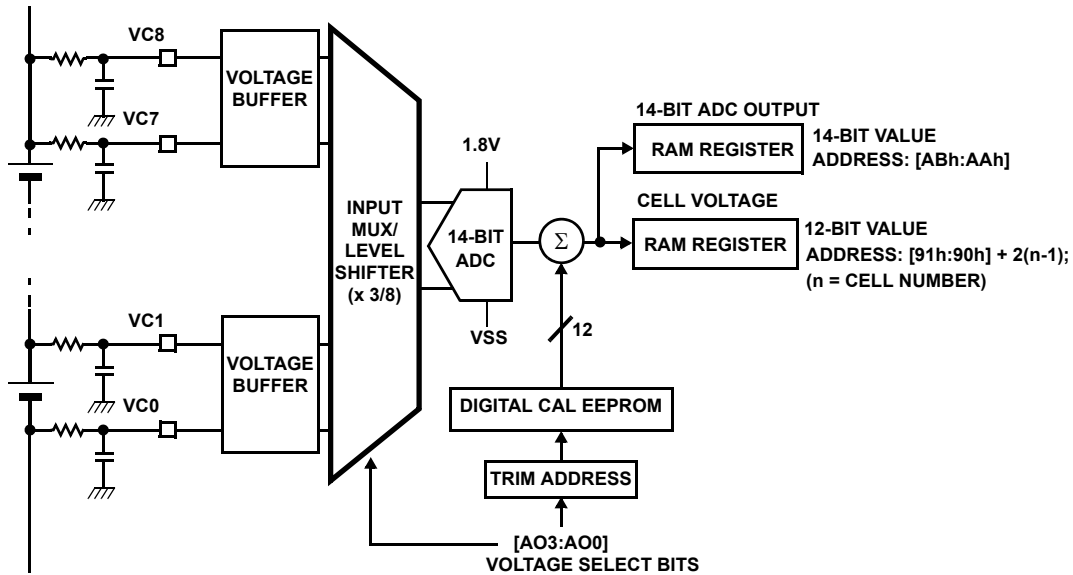 VC8
VOLTAGE
BUFFER
VC7
INPUT
MUX/
LEVEL
SHIFTER
(x 3/8)
1.8V
14-BIT
ADC
VSS
Σ
14-BIT ADC OUTPUT
RAM REGISTER
14-BIT VALUE
ADDRESS: [ABh:AAh]
CELL VOLTAGE
RAM REGISTER
12-BIT VALUE
ADDRESS: [91h:90h] + 2(n-1);
(n = CELL NUMBER)
VC1
VOLTAGE
BUFFER
VC0
12
DIGITAL CAL EEPROM
TRIM ADDRESS
[AO3:AO0]
VOLTAGE SELECT BITS